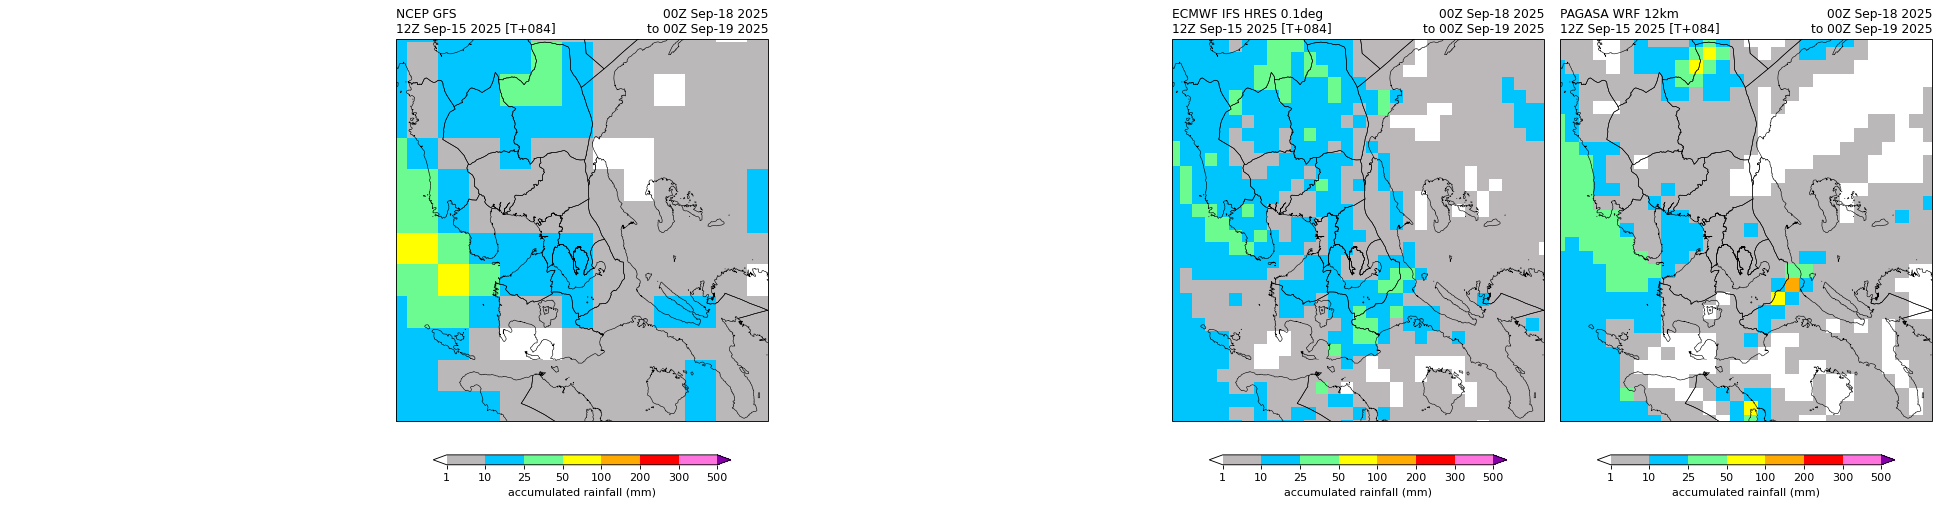 NCEP GFS 00Z Sep-18 2025
12Z Sep-15 2025 [T+084] to 00Z Sep-19 2025
1 10 25 50 100 200 300 500
accumulated rainfall (mm)
ECMWF IFS HRES 0.1deg 00Z Sep-18 2025
12Z Sep-15 2025 [T+084] to 00Z Sep-19 2025
1 10 25 50 100 200 300 500
accumulated rainfall (mm)
PAGASA WRF 12km 00Z Sep-18 2025
12Z Sep-15 2025 [T+084] to 00Z Sep-19 2025
1 10 25 50 100 200 300 500
accumulated rainfall (mm)